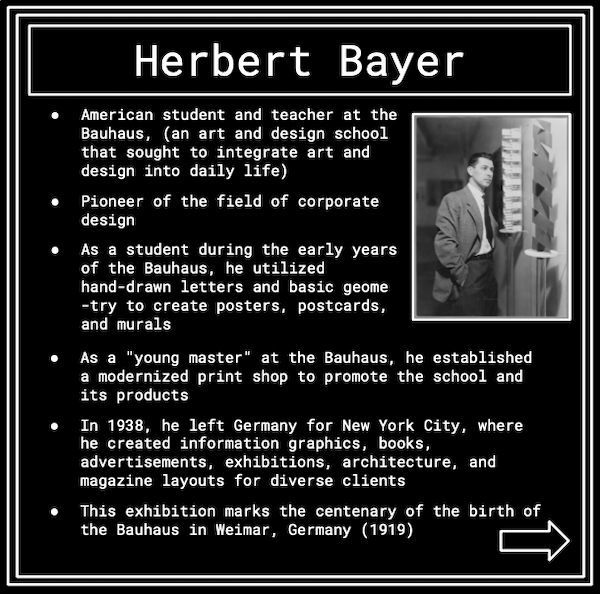 Herbert Bayer
● American student and teacher at the
Bauhaus, (an art and design school
that sought to integrate art and
design into daily life)
● Pioneer of the field of corporate
design
● As a student during the early years
of the Bauhaus, he utilized
hand-drawn letters and basic geome
-try to create posters, postcards,
and murals
● As a "young master" at the Bauhaus, he established
a modernized print shop to promote the school and
its products
● In 1938, he left Germany for New York City, where
he created information graphics, books,
advertisements, exhibitions, architecture, and
magazine layouts for diverse clients
● This exhibition marks the centenary of the birth of
the Bauhaus in Weimar, Germany (1919)